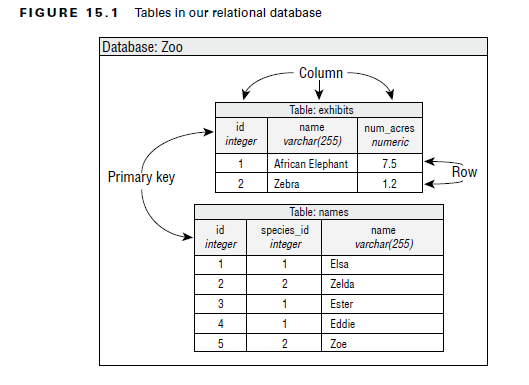 FIGURE 15.1 Tables in our relational database
Database: Zoo
Column
Table: exhibits
id name num_acres
integer varchar(255) numeric
1 African Elephant 7.5
2 Zebra 1.2
Primary key
Row
Table: names
id species_id name
integer integer varchar(255)
1 1 Elsa
2 2 Zelda
3 1 Ester
4 1 Eddie
5 2 Zoe